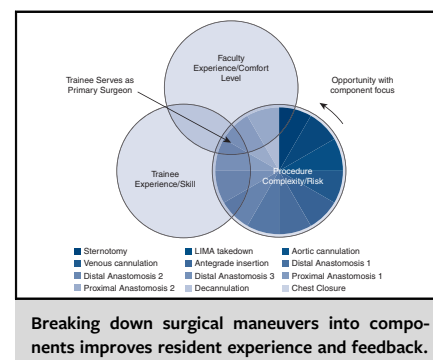 Faculty
Experience/Comfort
Level
Trainee Serves as
Primary Surgeon
Opportunity with
component focus
Trainee
Experience/Skill
Procedure
Complexity/Risk
Sternotomy LIMA takedown Aortic cannulation
Venous cannulation Antegrade insertion Distal Anastomosis 1
Distal Anastomosis 2 Distal Anastomosis 3 Proximal Anastomosis 1
Proximal Anastomosis 2 Decannulation Chest Closure
Breaking down surgical maneuvers into compo-
nents improves resident experience and feedback.